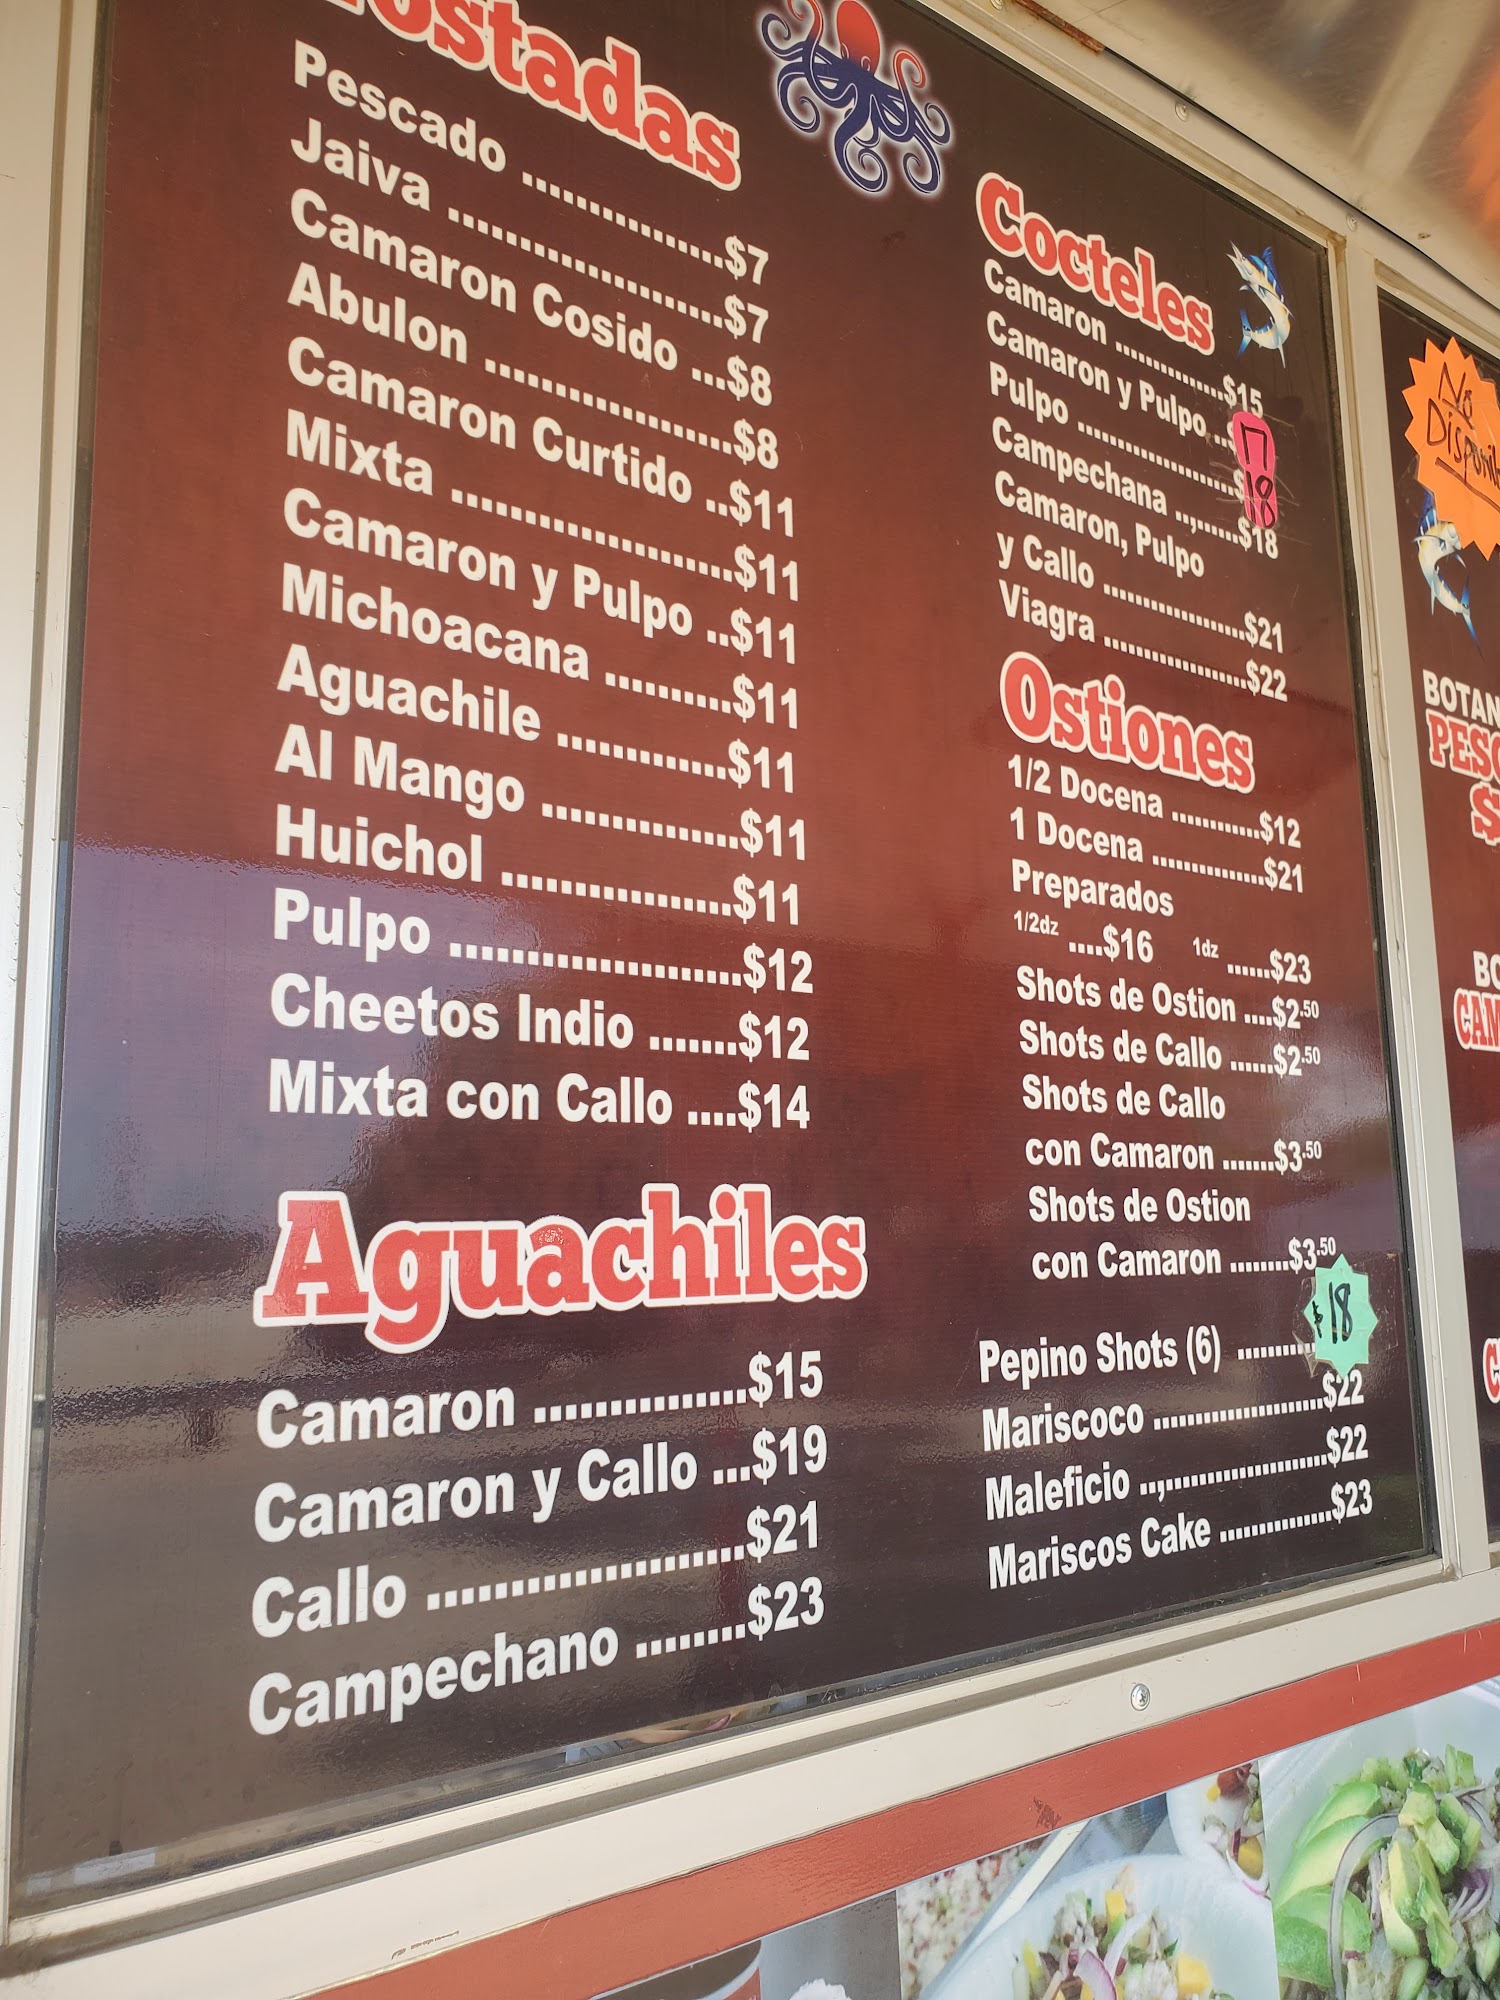 Tostadas
Pescado ..............$7
Jaiva ...................$7
Camaron Cosido ...$8
Abulon .................$8
Camaron Curtido ..$11
Mixta ....................$11
Camaron y Pulpo ..$11
Michoacana .........$11
Aguachile ............$11
Al Mango ..............$11
Huichol ................$11
Pulpo .....................$12
Cheetos Indio .......$12
Mixta con Callo ....$14
Aguachiles
Camaron ...............$15
Camaron y Callo ...$19
Callo .......................$21
Campechano ........$23
Cocteles
Camaron ..............$15
Camaron y Pulpo ..$17
Pulpo ....................$18
Campechana ..,......$18
Camaron, Pulpo
y Callo ...................$21
Viagra ...................$22
Ostiones
1/2 Docena ............$12
1 Docena ..............$21
Preparados
1/2dz ....$16 1dz ......$23
Shots de Ostion ....$2.50
Shots de Callo ......$2.50
Shots de Callo
con Camaron .......$3.50
Shots de Ostion
con Camaron ........$3.50
Pepino Shots (6) .......... $18
Mariscoco ......................$22
Maleficio ..,.....................$22
Mariscos Cake ...............$23
No
BOTAN
PESC
$
BO
CAM